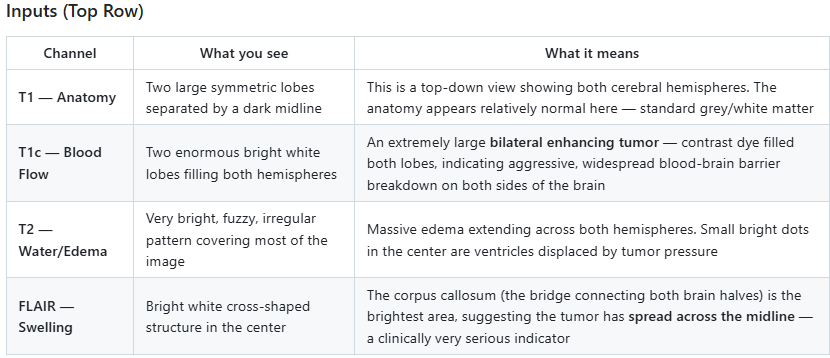 Inputs (Top Row)
Channel What you see What it means
T1 — Anatomy
Two large symmetric lobes
separated by a dark midline
This is a top-down view showing both cerebral hemispheres. The
anatomy appears relatively normal here — standard grey/white matter
T1c — Blood
Flow
Two enormous bright white
lobes filling both hemispheres
An extremely large bilateral enhancing tumor — contrast dye filled
both lobes, indicating aggressive, widespread blood-brain barrier
breakdown on both sides of the brain
T2 —
Water/Edema
Very bright, fuzzy, irregular
pattern covering most of the
image
Massive edema extending across both hemispheres. Small bright dots
in the center are ventricles displaced by tumor pressure
FLAIR —
Swelling
Bright white cross-shaped
structure in the center
The corpus callosum (the bridge connecting both brain halves) is the
brightest area, suggesting the tumor has spread across the midline —
a clinically very serious indicator